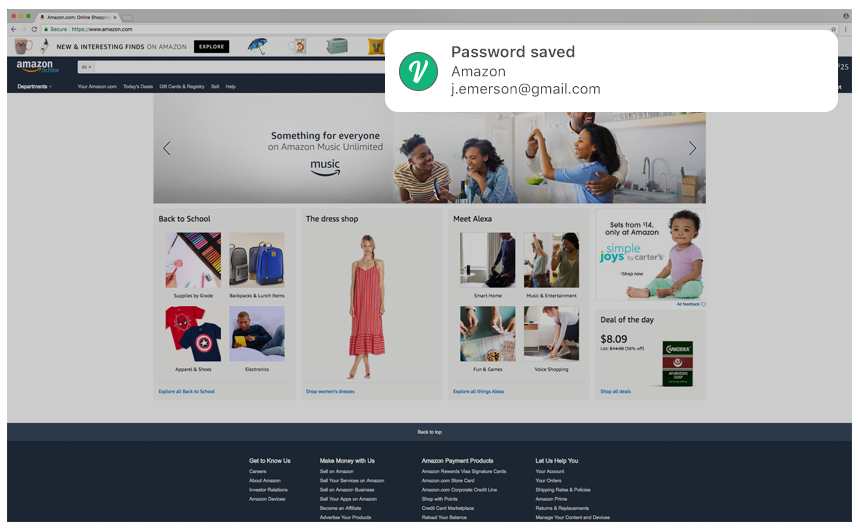 Amazon.com: Online Shopping
Secure
https://www.amazon.com
NEW & INTERESTING FINDS ON AMAZON
EXPLORE
Password saved
Amazon
j.emerson@gmail.com
amazon
All
$25
Departments
Your Amazon.com
Today's Deals
Gift Cards & Registry
Sell
Help
Something for everyone
on Amazon Music Unlimited
music
Back to School
Supplies by Grade
Backpacks & Lunch Items
Apparel & Shoes
Electronics
Explore all Back to School
The dress shop
Shop women's dresses
Meet Alexa
Smart Home
Music & Entertainment
Fun & Games
Voice Shopping
Explore all things Alexa
Sets from $14,
only at Amazon
simple
joys by carter's
Shop now
Ad feedback
Deal of the day
$8.09
List: $14.00 (36% off)
CHANDRIKA
AYURVEDIC
SOAP
Shop all deals
Back to top
Get to Know Us
Careers
About Amazon
Investor Relations
Amazon Devices
Make Money with Us
Sell on Amazon
Sell Your Services on Amazon
Sell on Amazon Business
Sell Your Apps on Amazon
Become an Affiliate
Advertise Your Products
Amazon Payment Products
Amazon Rewards Visa Signature Cards
Amazon.com Store Card
Amazon.com Corporate Credit Line
Shop with Points
Credit Card Marketplace
Reload Your Balance
Let Us Help You
Your Account
Your Orders
Shipping Rates & Policies
Amazon Prime
Returns & Replacements
Manage Your Content and Devices